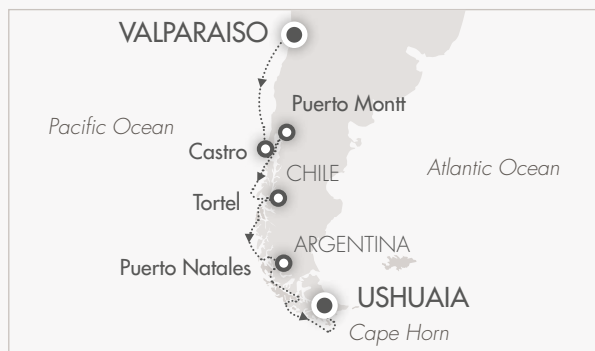 VALPARAISO
Puerto Montt
Pacific Ocean
Castro
Atlantic Ocean
CHILE
Tortel
ARGENTINA
Puerto Natales
USHUAIA
Cape Horn